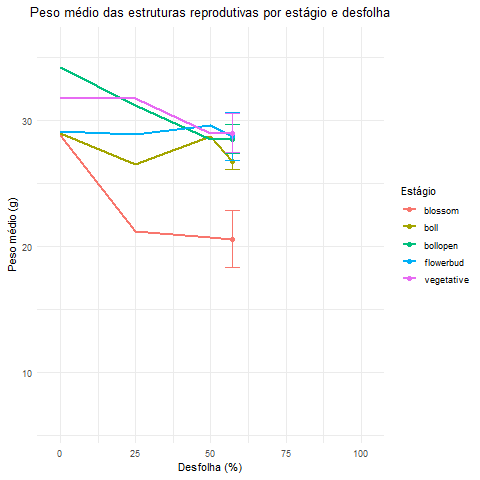 Peso médio das estruturas reprodutivas por estágio e desfolha
Peso médio (g)
30
20
10
0 25 50 75 100
Desfolha (%)
Estágio
blossom
boll
bollopen
flowerbud
vegetative